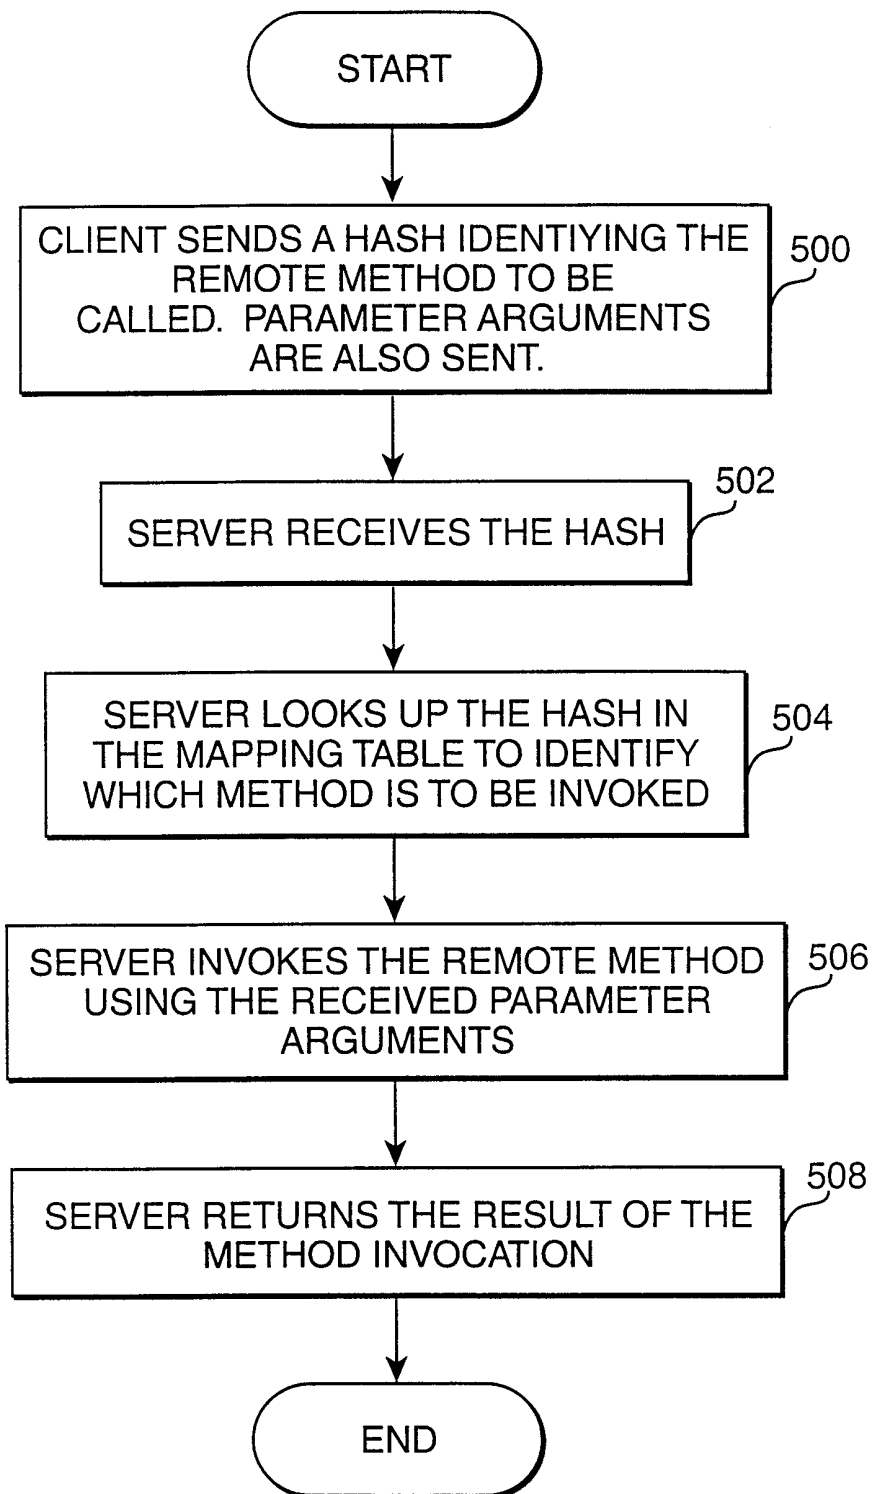 START
CLIENT SENDS A HASH IDENTIYING THE
REMOTE METHOD TO BE
CALLED. PARAMETER ARGUMENTS
ARE ALSO SENT.
500
SERVER RECEIVES THE HASH
502
SERVER LOOKS UP THE HASH IN
THE MAPPING TABLE TO IDENTIFY
WHICH METHOD IS TO BE INVOKED
504
SERVER INVOKES THE REMOTE METHOD
USING THE RECEIVED PARAMETER
ARGUMENTS
506
SERVER RETURNS THE RESULT OF THE
METHOD INVOCATION
508
END